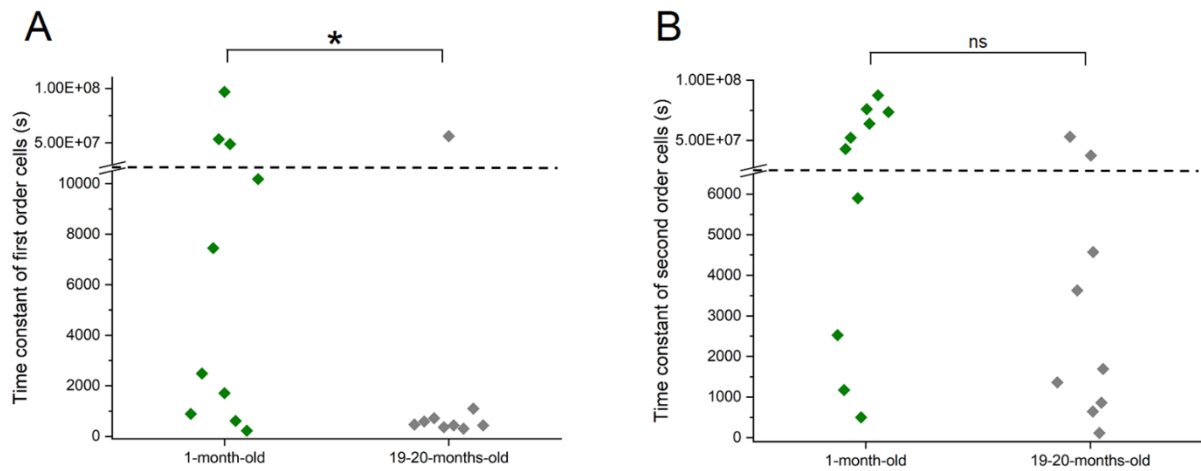 A
*
Time constant of first order cells (s)
1.00E+08
5.00E+07
10000
8000
6000
4000
2000
0
1-month-old
19-20-months-old
B
ns
Time constant of second order cells (s)
1.00E+08
5.00E+07
6000
5000
4000
3000
2000
1000
0
1-month-old
19-20-months-old